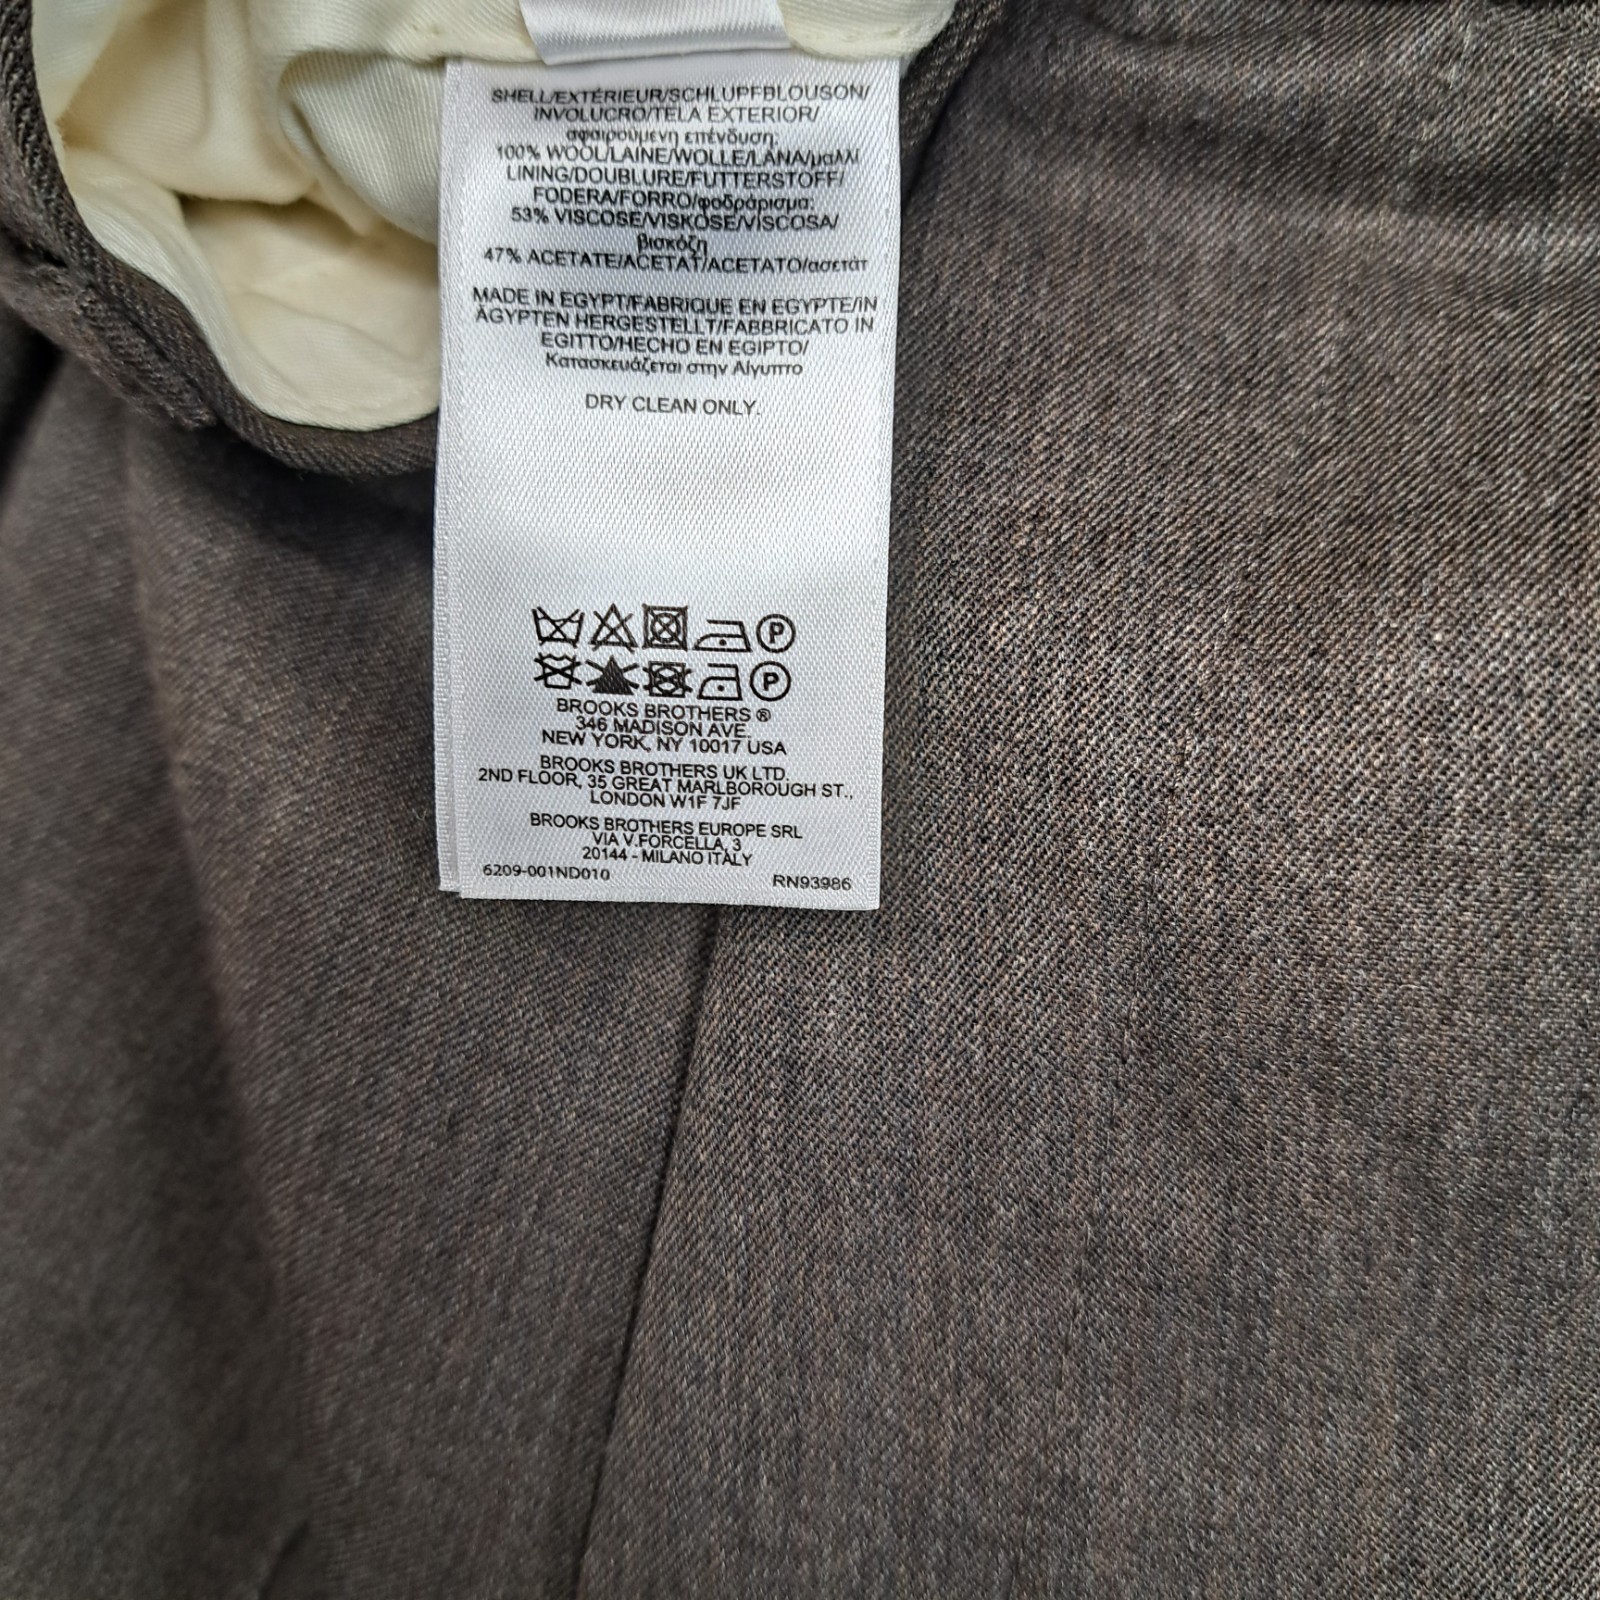 SHELL/EXTÉRIEUR/SCHLUPFBLOUSON/
INVOLUCRO/TELA EXTERIOR/
σφαιρούμενη επένδυση:
100% WOOL/LAINE/WOLLE/LANA/μαλλί
LINING/DOUBLURE/FUTTERSTOFF/
FODERA/FORRO/φοδράρισμα:
53% VISCOSE/VISKOSE/VISCOSA/
βισκόζη
47% ACETATE/ACETAT/ACETATO/ασετάτ
MADE IN EGYPT/FABRIQUE EN EGYPTE/IN
ÄGYPTEN HERGESTELLT/FABBRICATO IN
EGITTO/HECHO EN EGIPTO/
Κατασκευάζεται στην Αίγυπτο
DRY CLEAN ONLY.
P
P
BROOKS BROTHERS ®
346 MADISON AVE.
NEW YORK, NY 10017 USA
BROOKS BROTHERS UK LTD.
2ND FLOOR, 35 GREAT MARLBOROUGH ST.,
LONDON W1F 7JF
BROOKS BROTHERS EUROPE SRL
VIA V.FORCELLA, 3
20144 - MILANO ITALY
6209-001ND010 RN93986